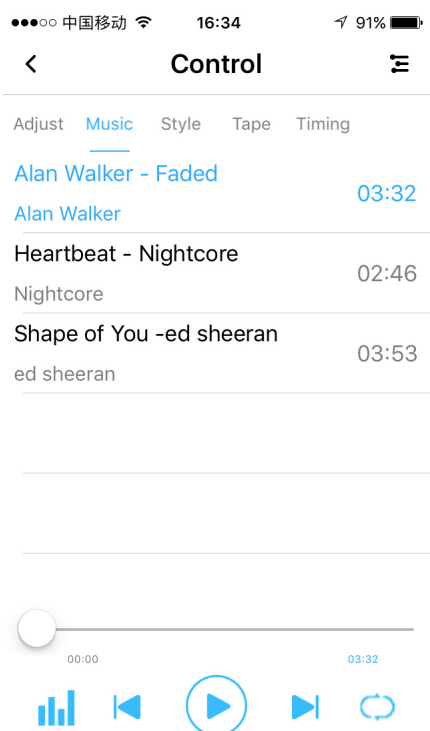 中国移动 16:34 91%
Control
Adjust Music Style Tape Timing
Alan Walker - Faded
03:32
Alan Walker
Heartbeat - Nightcore
02:46
Nightcore
Shape of You -ed sheeran
03:53
ed sheeran
00:00 03:32